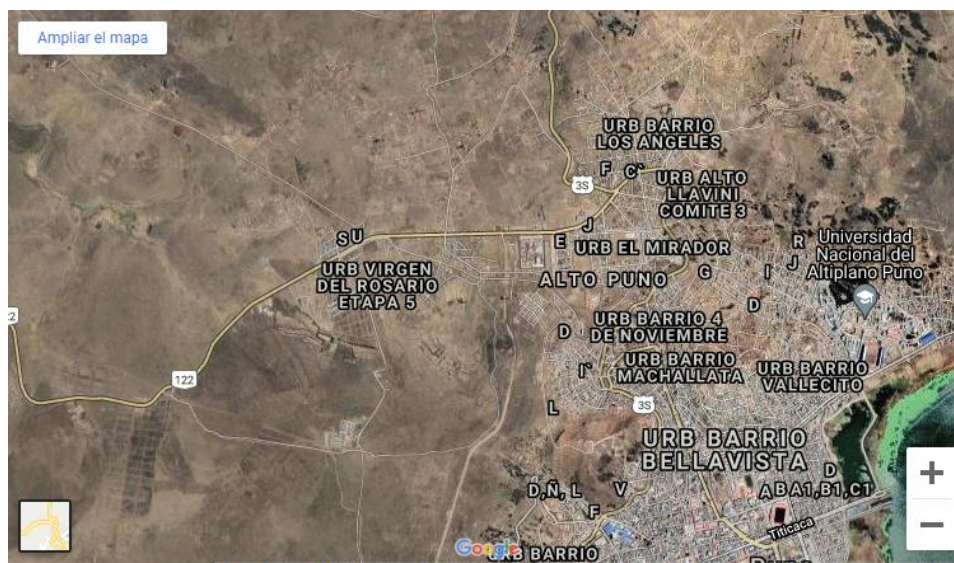 Ampliar el mapa
URB BARRIO
LOS ANGELES
F
C`
3S
URB ALTO
LLAVINI
COMITE 3
J
S U
E
URB EL MIRADOR
R
Universidad
Nacional del
Altiplano Puno
J
I
G
URB VIRGEN
DEL ROSARIO
ETAPA 5
ALTO PUNO
D
URB BARRIO 4
DE NOVIEMBRE
D
URB BARRIO
MACHALLATA
I`
URB BARRIO
VALLECITO
122
L
3S
URB BARRIO
BELLAVISTA
D
D,Ñ, L
V
A B A1,B1,C1
F
Titicaca
Google
URB BARRIO
+
−